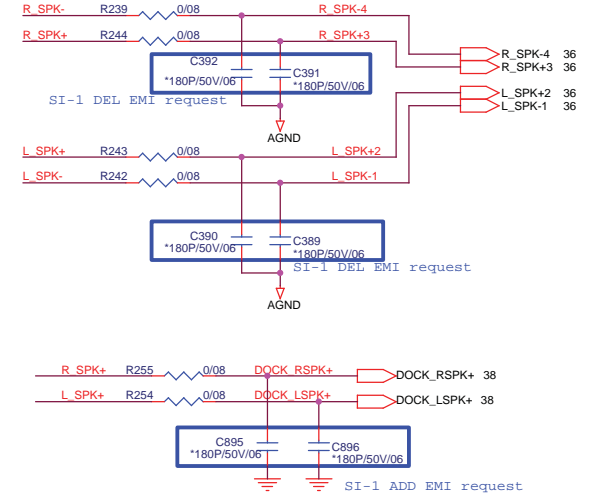 R_SPK- R239 0/08 R_SPK-4
R_SPK+ R244 0/08 R_SPK+3
R_SPK-4 36
R_SPK+3 36
C392 C391
*180P/50V/06 *180P/50V/06
L_SPK+2 36
L_SPK-1 36
SI-1 DEL EMI request
AGND
L_SPK+ R243 0/08 L_SPK+2
L_SPK- R242 0/08 L_SPK-1
C390 C389
*180P/50V/06 *180P/50V/06
SI-1 DEL EMI request
AGND
R_SPK+ R255 0/08 DOCK_RSPK+ DOCK_RSPK+ 38
L_SPK+ R254 0/08 DOCK_LSPK+ DOCK_LSPK+ 38
C895 C896
*180P/50V/06 *180P/50V/06
SI-1 ADD EMI request